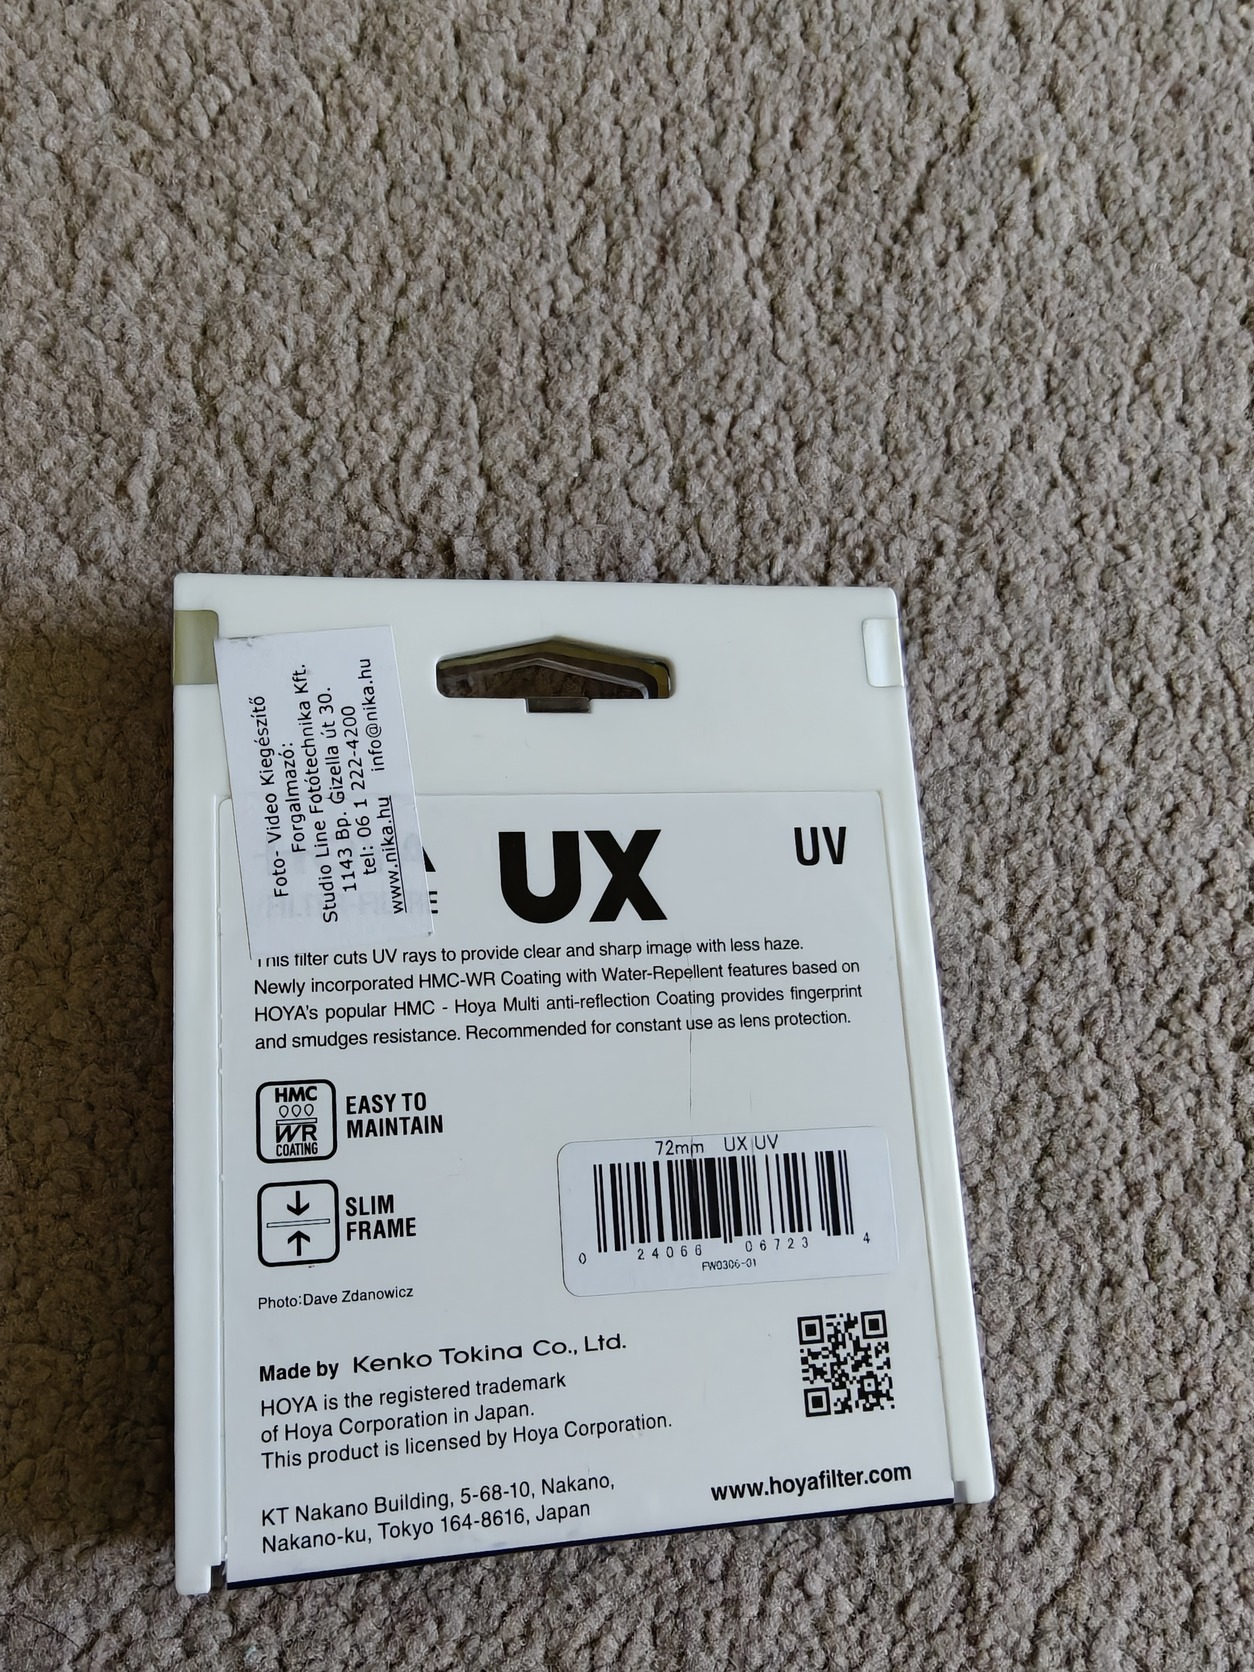 Foto- Video Kiegészítő
Forgalmazó:
Studio Line Fotótechnika Kft.
1143 Bp. Gizella út 30.
tel: 06 1 222-4200
www.nika.hu info@nika.hu
UX
UV
This filter cuts UV rays to provide clear and sharp image with less haze.
Newly incorporated HMC-WR Coating with Water-Repellent features based on
HOYA's popular HMC - Hoya Multi anti-reflection Coating provides fingerprint
and smudges resistance. Recommended for constant use as lens protection.
HMC
WR
COATING
EASY TO
MAINTAIN
SLIM
FRAME
72mm UX UV
0 24066 06723 4
FW0306-01
Photo:Dave Zdanowicz
Made by Kenko Tokina Co., Ltd.
HOYA is the registered trademark
of Hoya Corporation in Japan.
This product is licensed by Hoya Corporation.
KT Nakano Building, 5-68-10, Nakano,
Nakano-ku, Tokyo 164-8616, Japan
www.hoyafilter.com